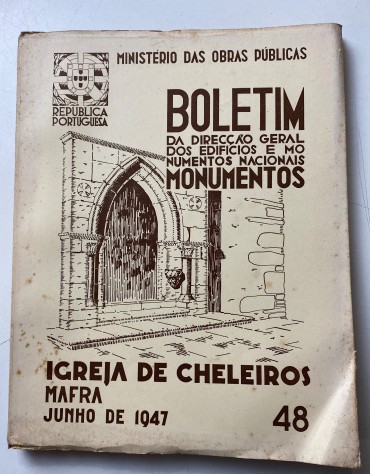 MINISTÉRIO DAS OBRAS PÚBLICAS
REPÚBLICA
PORTUGUESA
BOLETIM
DA DIRECÇÃO GERAL
DOS EDIFÍCIOS E MO
NUMENTOS NACIONAIS
MONUMENTOS
IGREJA DE CHELEIROS
MAFRA
JUNHO DE 1947
48